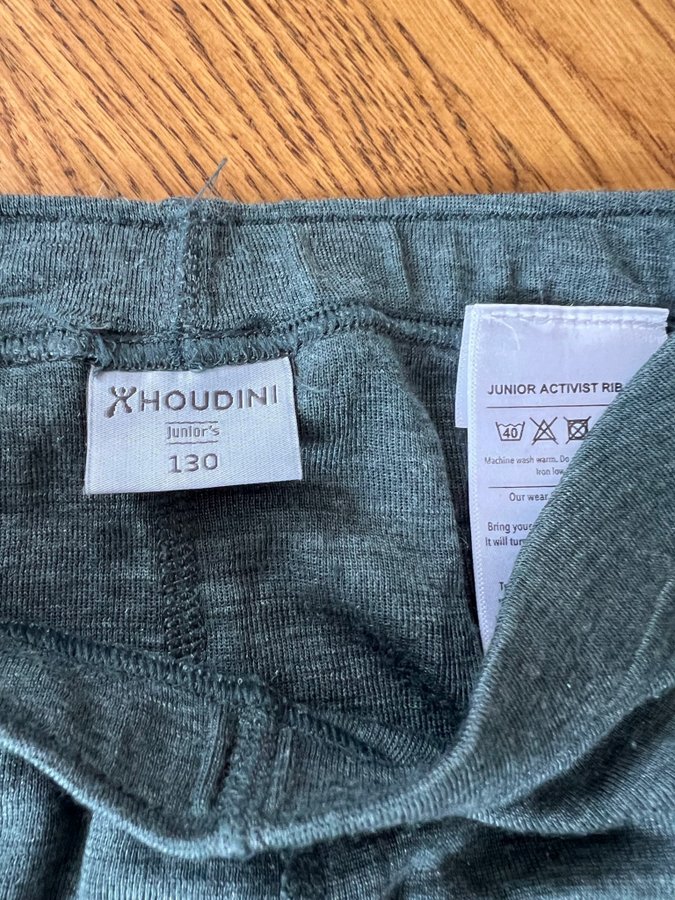 HOUDINI
Junior's
130
JUNIOR ACTIVIST RIB
40
Machine wash warm. Do
Iron low
Our wear
Bring your
It will turn